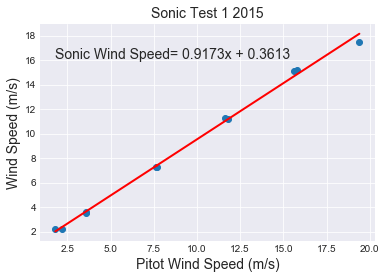 Sonic Test 1 2015
Sonic Wind Speed= 0.9173x + 0.3613
Wind Speed (m/s)
18
16
14
12
10
8
6
4
2
2.5 5.0 7.5 10.0 12.5 15.0 17.5 20.0
Pitot Wind Speed (m/s)